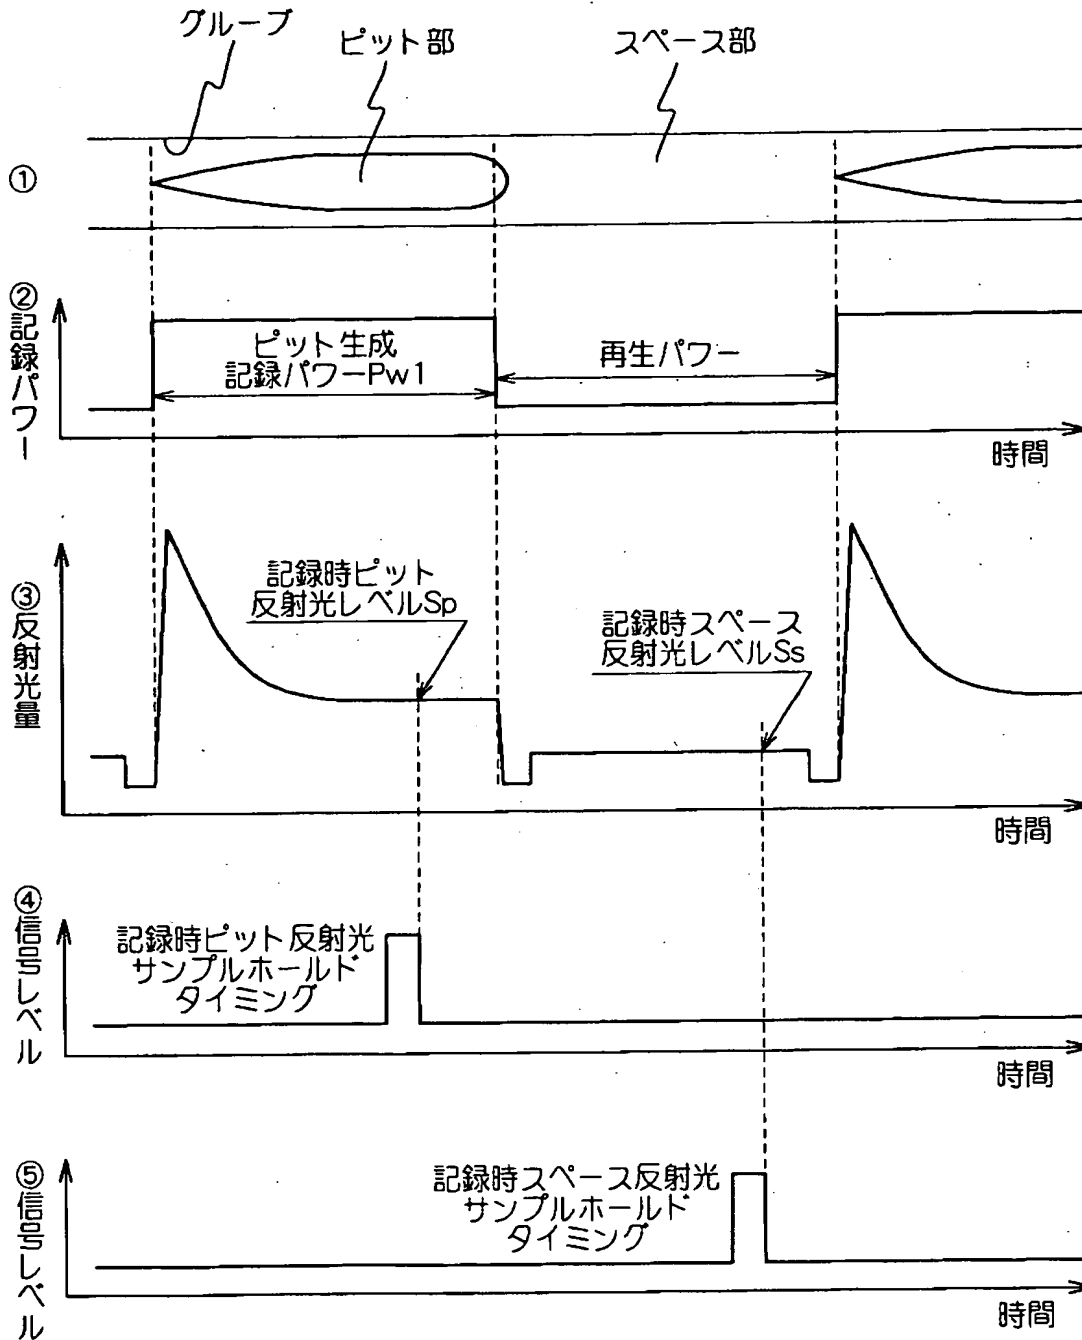 グルーブ
ピット部
スペース部
①
②記録パワー
ピット生成
記録パワーPw1
再生パワー
時間
③反射光量
記録時ピット
反射光レベルSp
記録時スペース
反射光レベルSs
時間
④信号レベル
記録時ピット反射光
サンプルホールド
タイミング
時間
⑤信号レベル
記録時スペース反射光
サンプルホールド
タイミング
時間